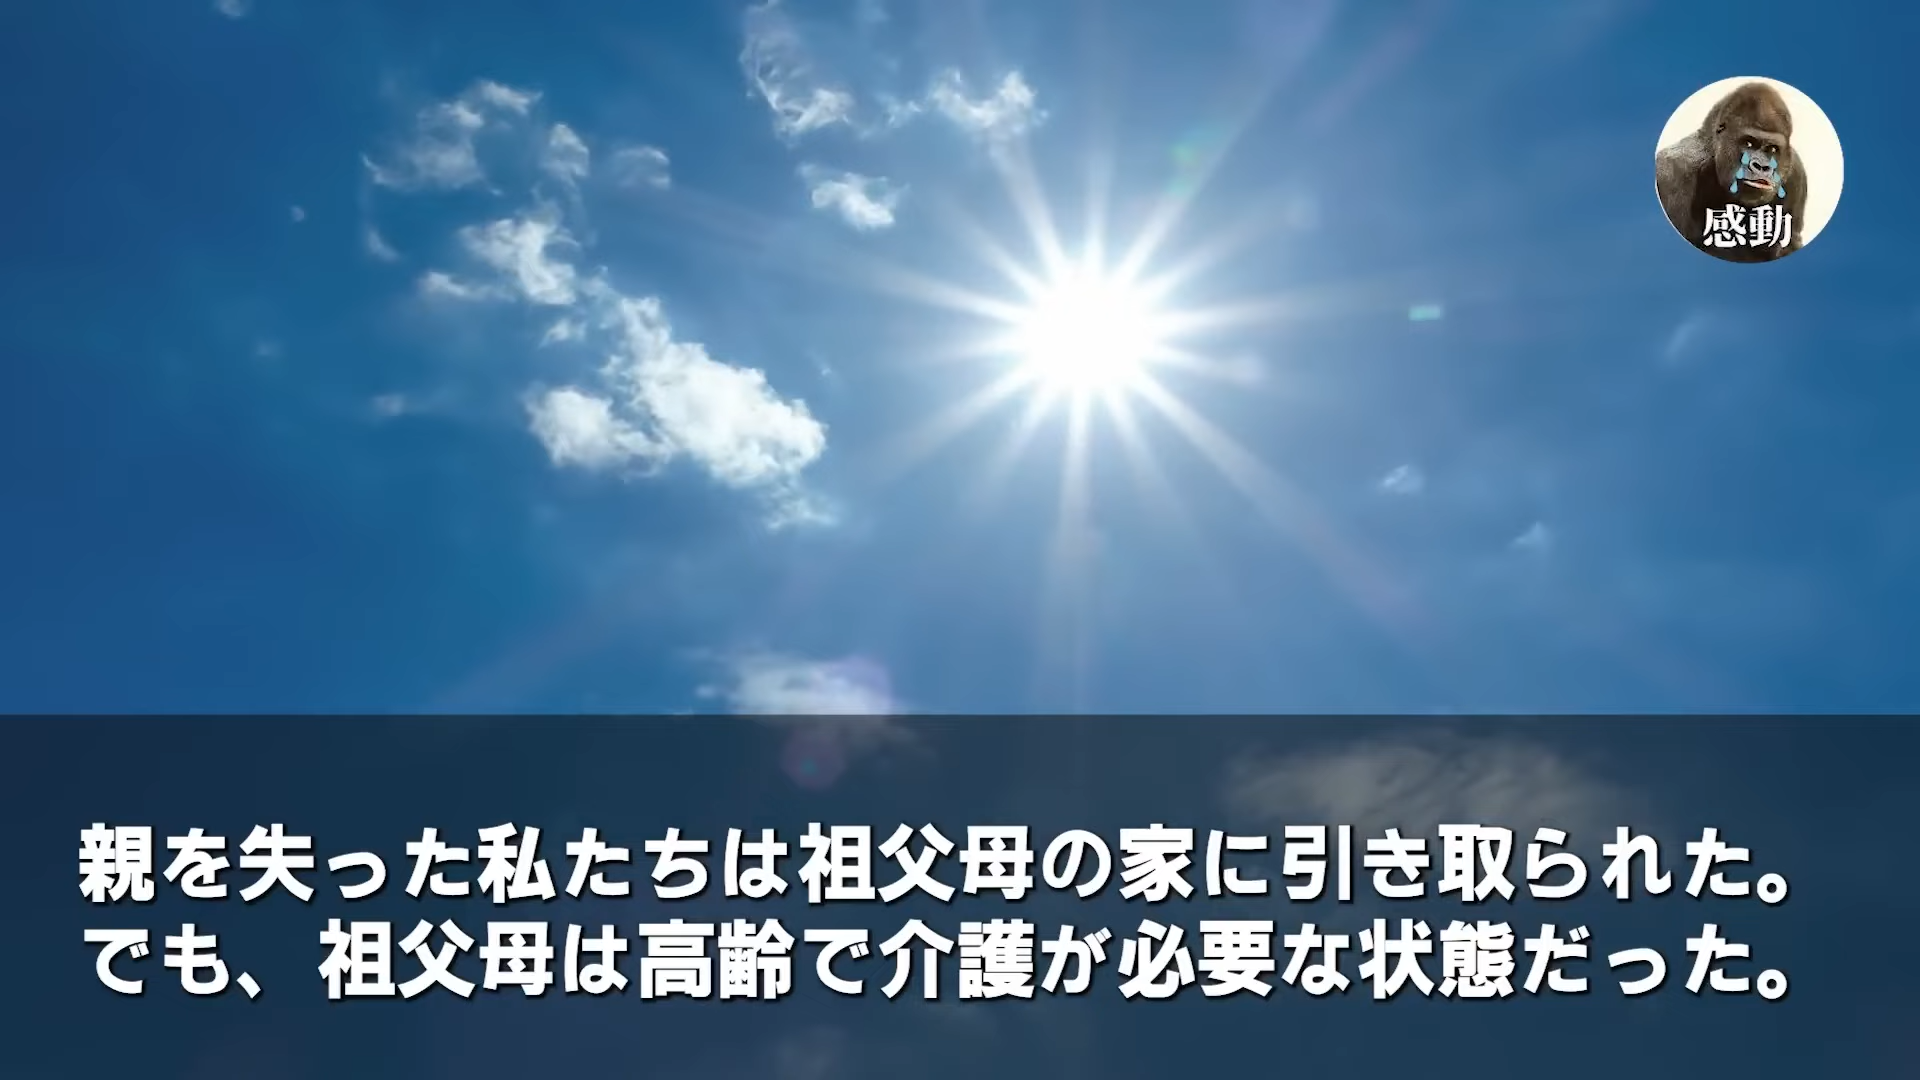 感動
親を失った私たちは祖父母の家に引き取られた。
でも、祖父母は高齢で介護が必要な状態だった。